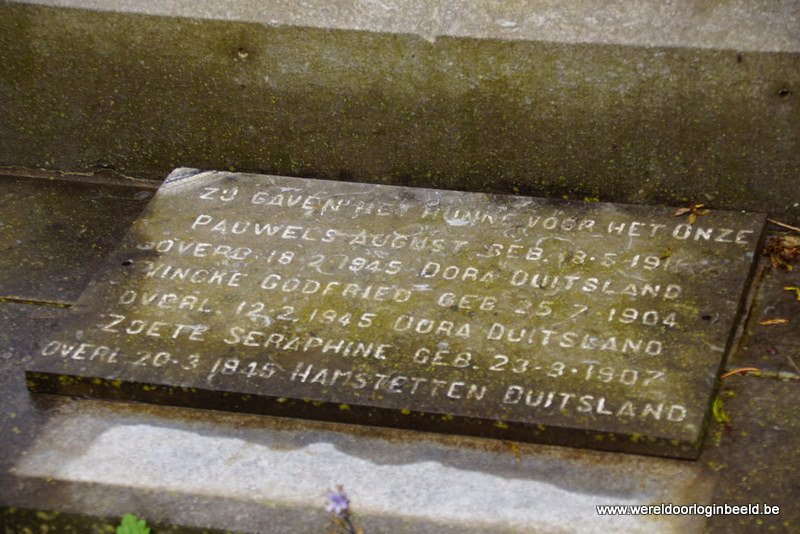 ZIJ GAVEN HET HUNNE VOOR HET ONZE
PAUWELS AUGUST GEB. 18.5.
OVERL. 18.2.1945 DORA DUITSLAND
VINCKE GODFRIED GEB. 25.7.1904
OVERL. 12.2.1945 DORA DUITSLAND
ZOETE SERAPHINE GEB. 23.3.1907
OVERL. 20.3.1945 HAMSTETTEN DUITSLAND
www.wereldoorloginbeeld.be